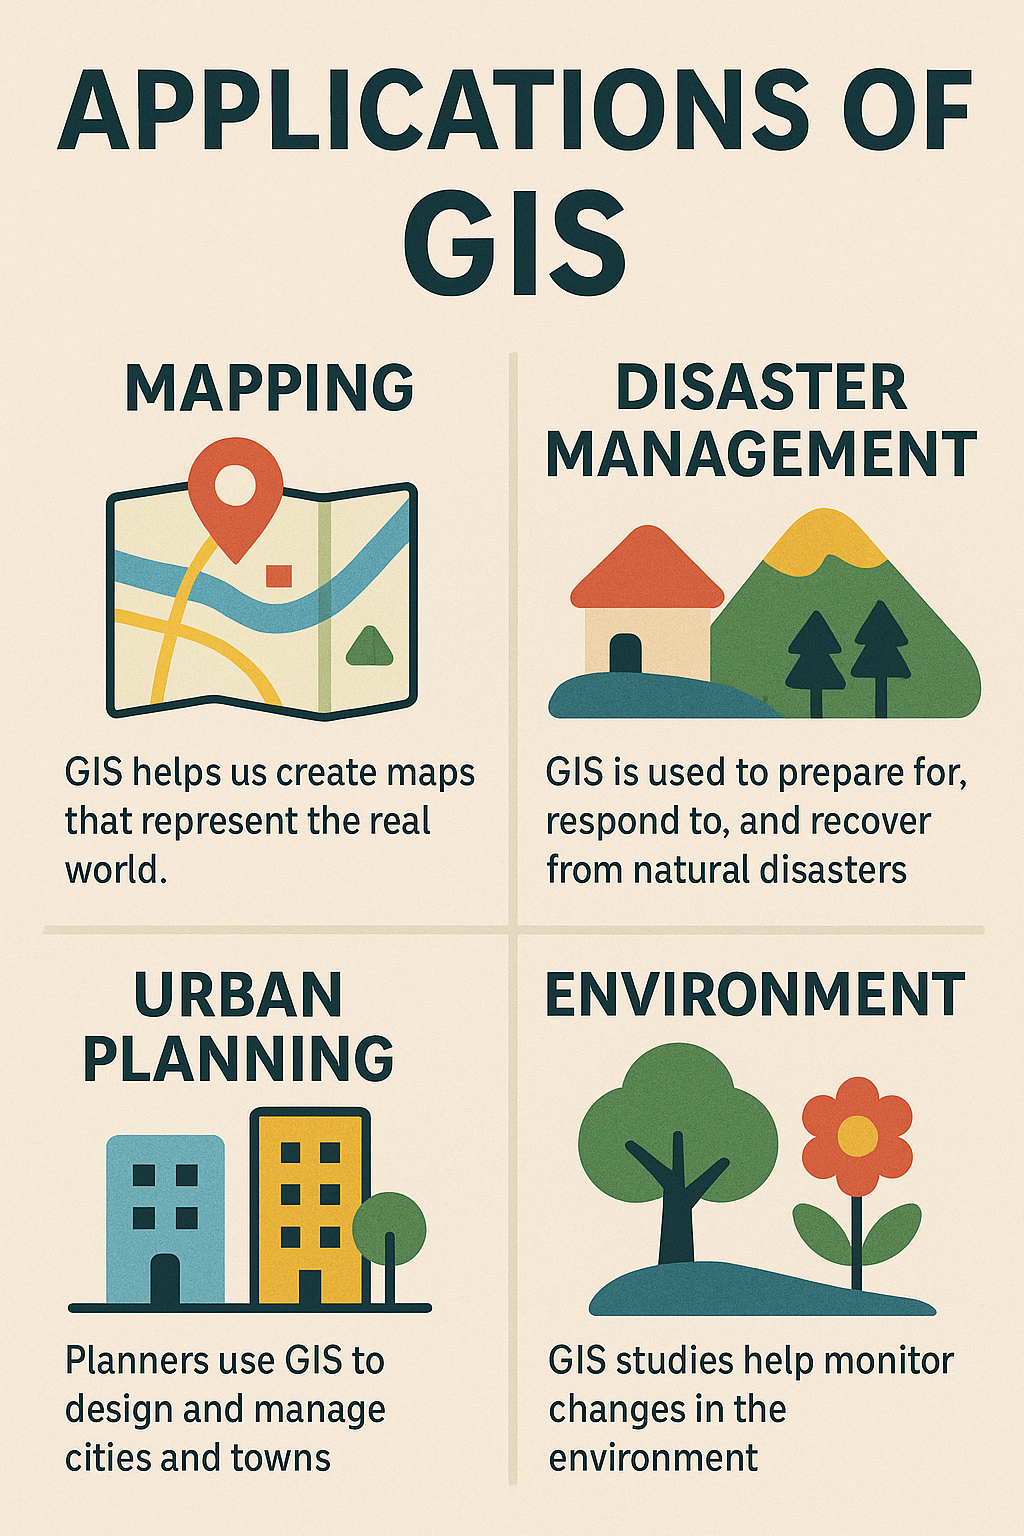 APPLICATIONS OF
GIS
MAPPING
GIS helps us create maps
that represent the real
world.
DISASTER
MANAGEMENT
GIS is used to prepare for,
respond to, and recover
from natural disasters
URBAN
PLANNING
Planners use GIS to
design and manage
cities and towns
ENVIRONMENT
GIS studies help monitor
changes in the
environment